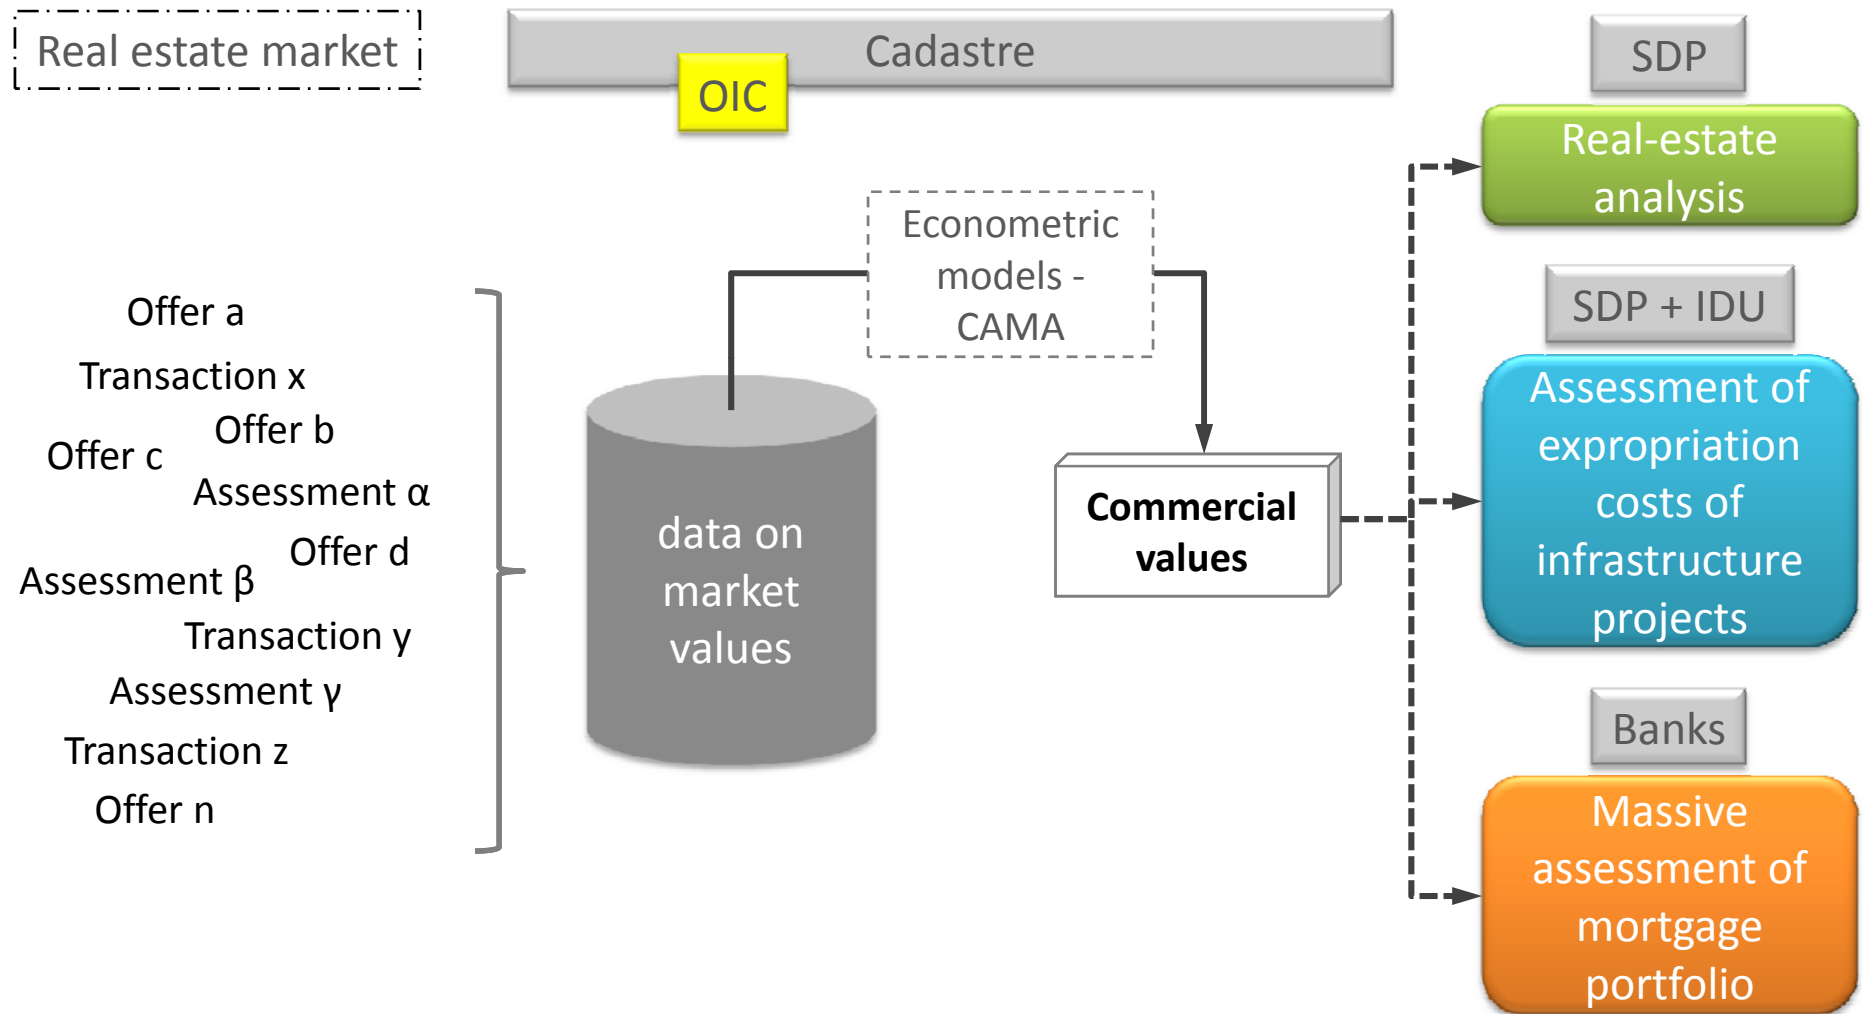 Real estate market
Cadastre
OIC
SDP
Real-estate
analysis
Econometric
models -
CAMA
SDP + IDU
Offer a
Transaction x
Offer b
Offer c
Assessment α
Offer d
Assessment β
Transaction y
Assessment γ
Transaction z
Offer n
data on
market
values
Commercial
values
Assessment of
expropriation
costs of
infrastructure
projects
Banks
Massive
assessment of
mortgage
portfolio